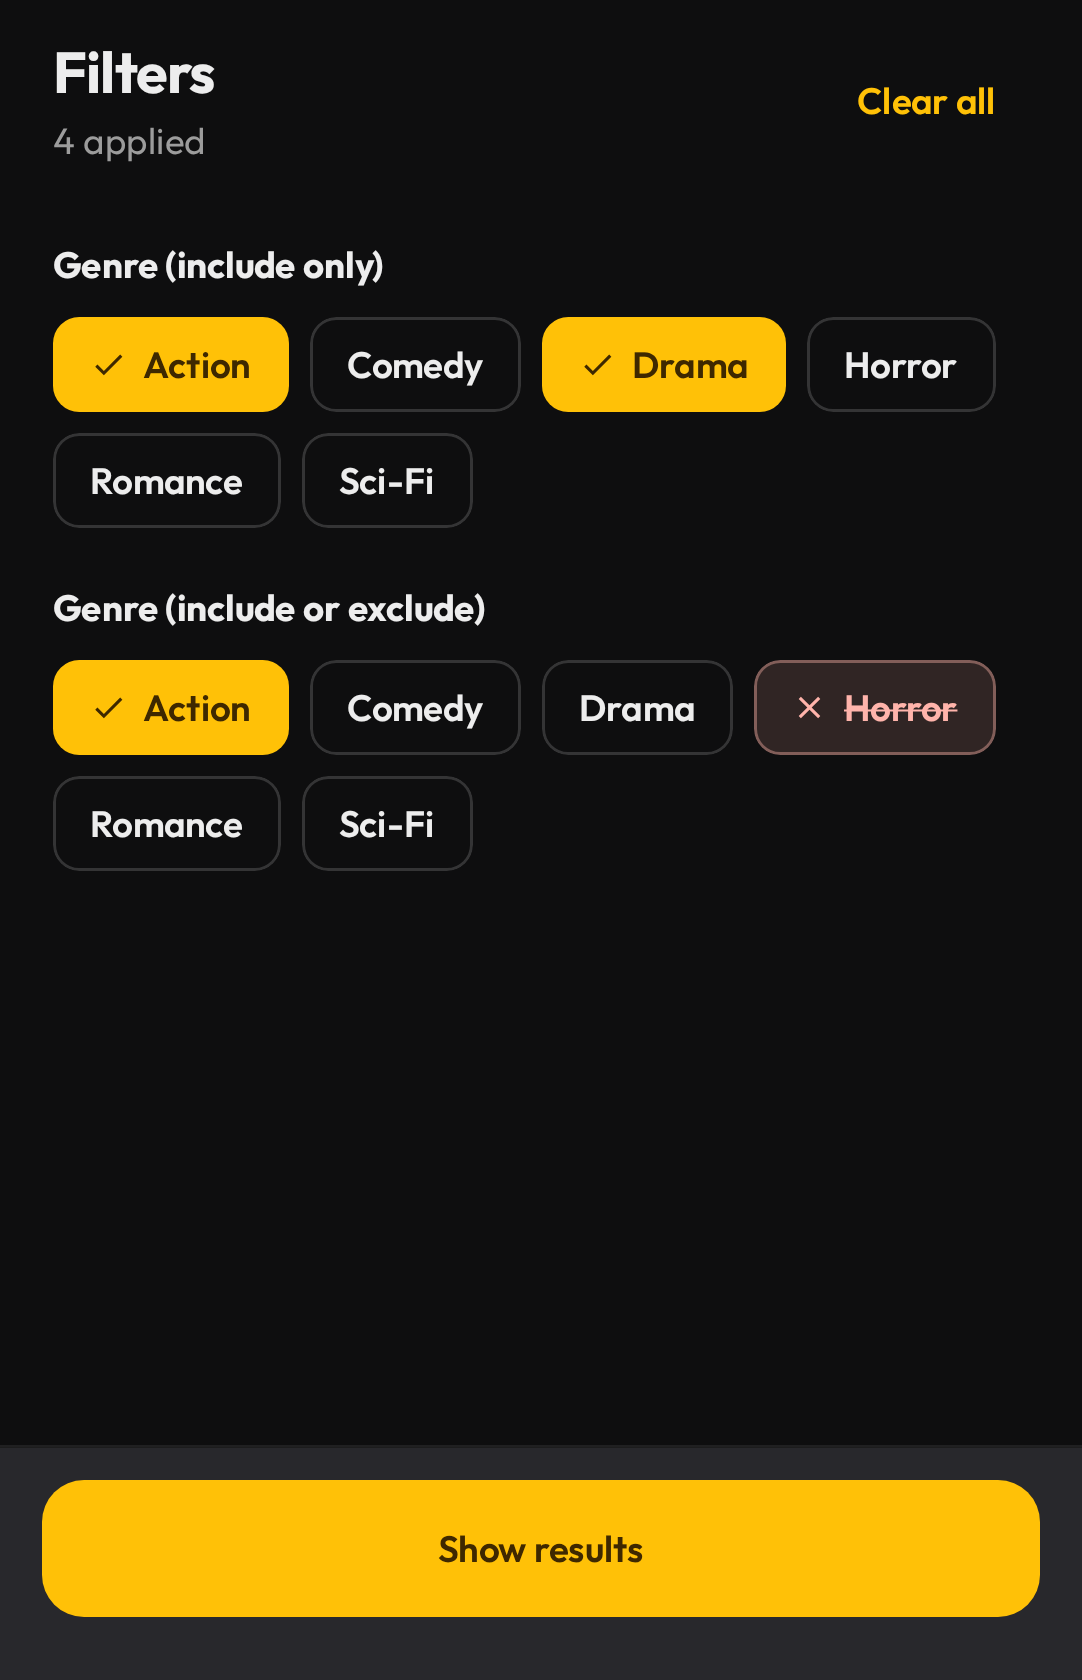 Filters
Clear all
4 applied
Genre (include only)
Action Comedy Drama Horror
Romance Sci-Fi
Genre (include or exclude)
Action Comedy Drama Horror
Romance Sci-Fi
Show results